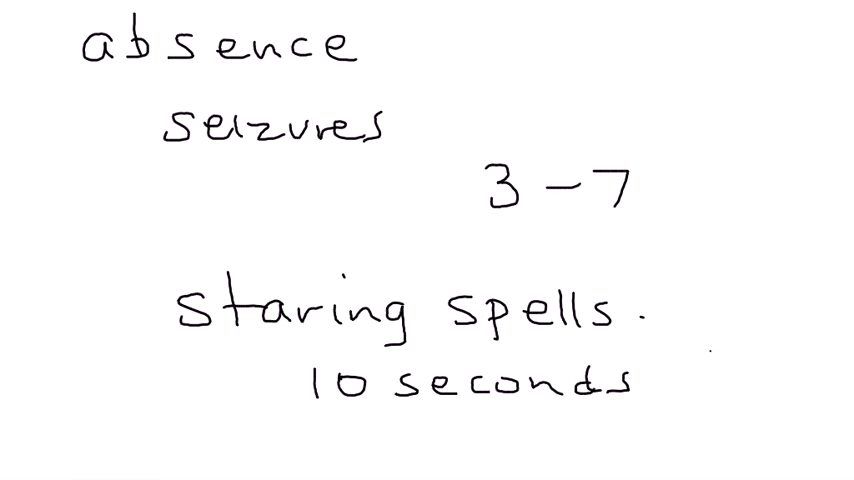 absence
seizures
3-7
staring spells.
10 seconds